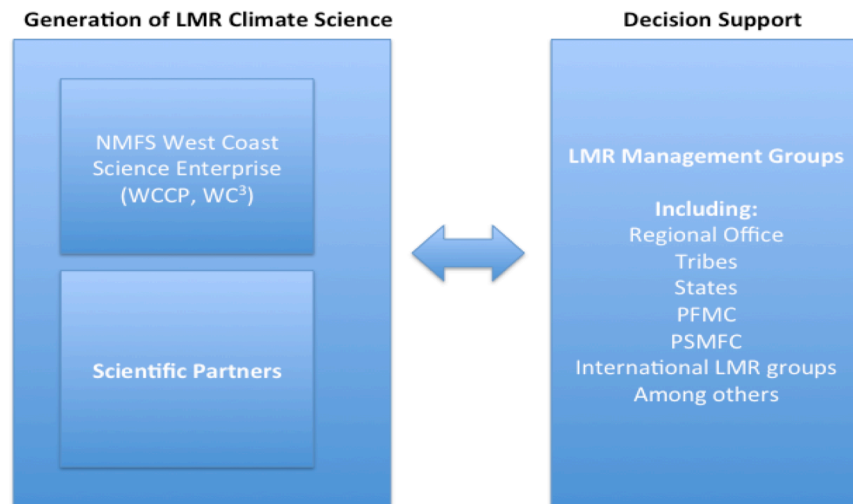 Generation of LMR Climate Science
NMFS West Coast
Science Enterprise
(WCCP, WC³)
Scientific Partners
Decision Support
LMR Management Groups
Including:
Regional Office
Tribes
States
PFMC
PSMFC
International LMR groups
Among others